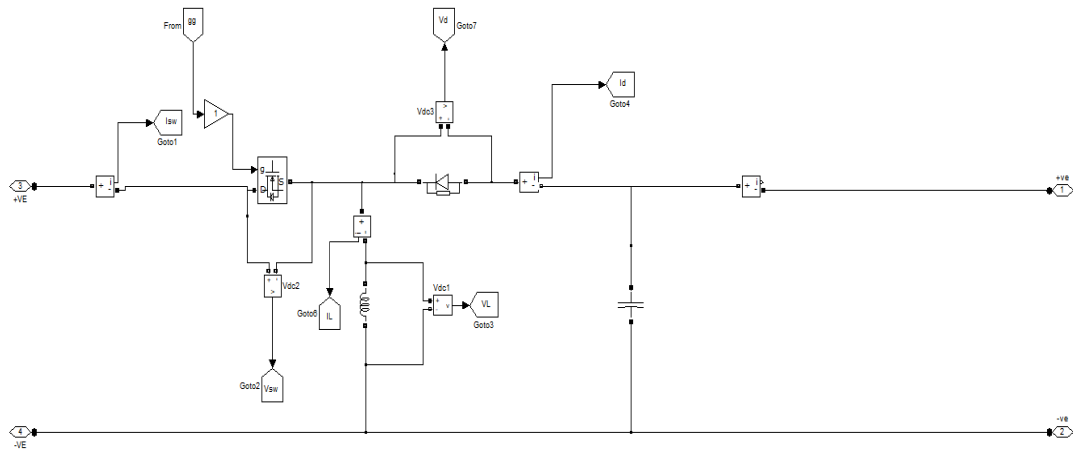 gg
From
Vd
Goto7
Vdc3
Id
Goto4
1
Isw
Goto1
g
D
S
3
+VE
+ i
-
+ -
>
+ i
-
i
-
+ve
1
+
-
+ -
>
Vdc2
Vdc1
+
-
v
VL
Goto3
Goto6
IL
Goto2
Vsw
4
-VE
-ve
2